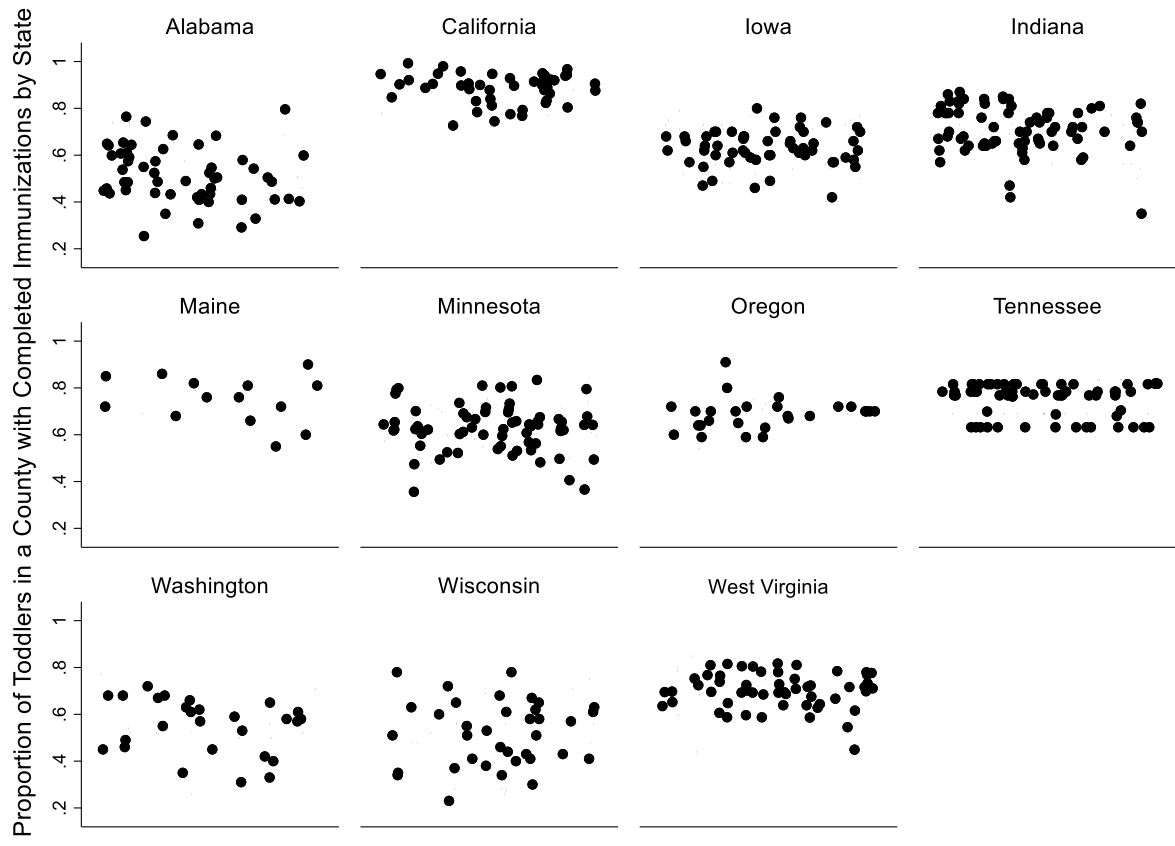 Proportion of Toddlers in a County with Completed Immunizations by State
Alabama
California
Iowa
Indiana
1
.8
.6
.4
.2
Maine
Minnesota
Oregon
Tennessee
1
.8
.6
.4
.2
Washington
Wisconsin
West Virginia
1
.8
.6
.4
.2